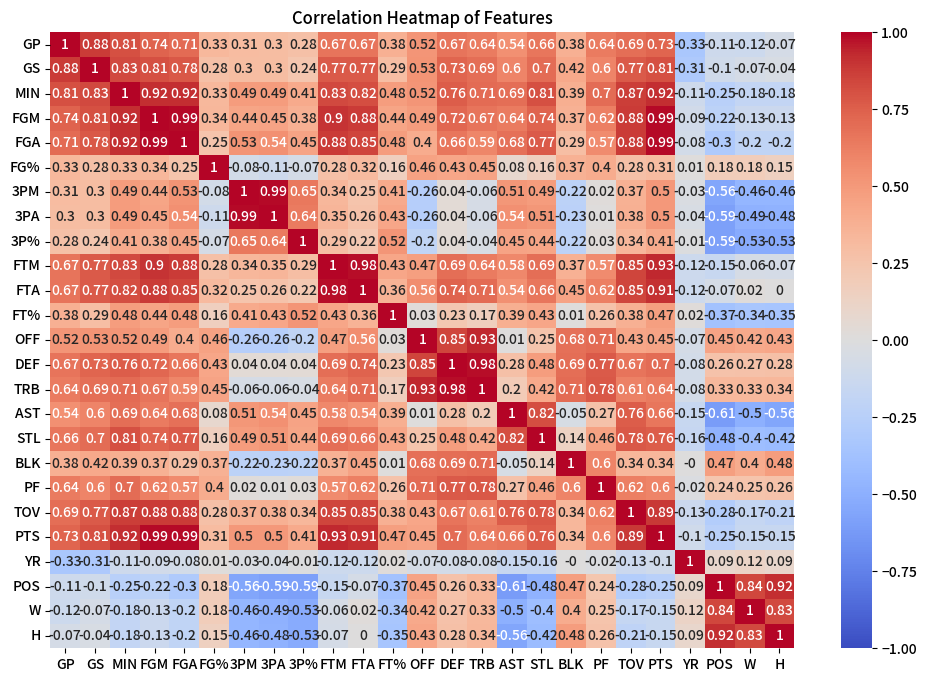 Correlation Heatmap of Features
GP 1 0.88 0.81 0.74 0.71 0.33 0.31 0.3 0.28 0.67 0.67 0.38 0.52 0.67 0.64 0.54 0.66 0.38 0.64 0.69 0.73 -0.33 -0.11 -0.12 -0.07
GS 0.88 1 0.83 0.81 0.78 0.28 0.3 0.3 0.24 0.77 0.77 0.29 0.53 0.73 0.69 0.6 0.7 0.42 0.6 0.77 0.81 -0.31 -0.1 -0.07 -0.04
MIN 0.81 0.83 1 0.92 0.92 0.33 0.49 0.49 0.41 0.83 0.82 0.48 0.52 0.76 0.71 0.69 0.81 0.39 0.7 0.87 0.92 -0.11 -0.25 -0.18 -0.18
FGM 0.74 0.81 0.92 1 0.99 0.34 0.44 0.45 0.38 0.9 0.88 0.44 0.49 0.72 0.67 0.64 0.74 0.37 0.62 0.88 0.99 -0.09 -0.22 -0.13 -0.13
FGA 0.71 0.78 0.92 0.99 1 0.25 0.53 0.54 0.45 0.88 0.85 0.48 0.4 0.66 0.59 0.68 0.77 0.29 0.57 0.88 0.99 -0.08 -0.3 -0.2 -0.2
FG% 0.33 0.28 0.33 0.34 0.25 1 -0.08 -0.11 -0.07 0.28 0.32 0.16 0.46 0.43 0.45 0.08 0.16 0.37 0.4 0.28 0.31 0.01 0.18 0.18 0.15
3PM 0.31 0.3 0.49 0.44 0.53 -0.08 1 0.99 0.65 0.34 0.25 0.41 -0.26 0.04 -0.06 0.51 0.49 -0.22 0.02 0.37 0.5 -0.03 -0.56 -0.46 -0.46
3PA 0.3 0.3 0.49 0.45 0.54 -0.11 0.99 1 0.64 0.35 0.26 0.43 -0.26 0.04 -0.06 0.54 0.51 -0.23 0.01 0.38 0.5 -0.04 -0.59 -0.49 -0.48
3P% 0.28 0.24 0.41 0.38 0.45 -0.07 0.65 0.64 1 0.29 0.22 0.52 -0.2 0.04 -0.04 0.45 0.44 -0.22 0.03 0.34 0.41 -0.01 -0.59 -0.53 -0.53
FTM 0.67 0.77 0.83 0.9 0.88 0.28 0.34 0.35 0.29 1 0.98 0.43 0.47 0.69 0.64 0.58 0.69 0.37 0.57 0.85 0.93 -0.12 -0.15 -0.06 -0.07
FTA 0.67 0.77 0.82 0.88 0.85 0.32 0.25 0.26 0.22 0.98 1 0.36 0.56 0.74 0.71 0.54 0.66 0.45 0.62 0.85 0.91 -0.12 -0.07 0.02 0
FT% 0.38 0.29 0.48 0.44 0.48 0.16 0.41 0.43 0.52 0.43 0.36 1 0.03 0.23 0.17 0.39 0.43 0.01 0.26 0.38 0.47 0.02 -0.37 -0.34 -0.35
OFF 0.52 0.53 0.52 0.49 0.4 0.46 -0.26 -0.26 -0.2 0.47 0.56 0.03 1 0.85 0.93 0.01 0.25 0.68 0.71 0.43 0.45 -0.07 0.45 0.42 0.43
DEF 0.67 0.73 0.76 0.72 0.66 0.43 0.04 0.04 0.04 0.69 0.74 0.23 0.85 1 0.98 0.28 0.48 0.69 0.77 0.67 0.7 -0.08 0.26 0.27 0.28
TRB 0.64 0.69 0.71 0.67 0.59 0.45 -0.06 -0.06 -0.04 0.64 0.71 0.17 0.93 0.98 1 0.2 0.42 0.71 0.78 0.61 0.64 -0.08 0.33 0.33 0.34
AST 0.54 0.6 0.69 0.64 0.68 0.08 0.51 0.54 0.45 0.58 0.54 0.39 0.01 0.28 0.2 1 0.82 -0.05 0.27 0.76 0.66 -0.15 -0.61 -0.5 -0.56
STL 0.66 0.7 0.81 0.74 0.77 0.16 0.49 0.51 0.44 0.69 0.66 0.43 0.25 0.48 0.42 0.82 1 0.14 0.46 0.78 0.76 -0.16 -0.48 -0.4 -0.42
BLK 0.38 0.42 0.39 0.37 0.29 0.37 -0.22 -0.23 -0.22 0.37 0.45 0.01 0.68 0.69 0.71 -0.05 0.14 1 0.6 0.34 0.34 -0 0.47 0.4 0.48
PF 0.64 0.6 0.7 0.62 0.57 0.4 0.02 0.01 0.03 0.57 0.62 0.26 0.71 0.77 0.78 0.27 0.46 0.6 1 0.62 0.6 -0.02 0.24 0.25 0.26
TOV 0.69 0.77 0.87 0.88 0.88 0.28 0.37 0.38 0.34 0.85 0.85 0.38 0.43 0.67 0.61 0.76 0.78 0.34 0.62 1 0.89 -0.13 -0.28 -0.17 -0.21
PTS 0.73 0.81 0.92 0.99 0.99 0.31 0.5 0.5 0.41 0.93 0.91 0.47 0.45 0.7 0.64 0.66 0.76 0.34 0.6 0.89 1 -0.1 -0.25 -0.15 -0.15
YR -0.33 -0.31 -0.11 -0.09 -0.08 0.01 -0.03 -0.04 -0.01 -0.12 -0.12 0.02 -0.07 -0.08 -0.08 -0.15 -0.16 -0 -0.02 -0.13 -0.1 1 0.09 0.12 0.09
POS -0.11 -0.1 -0.25 -0.22 -0.3 0.18 -0.56 -0.59 -0.59 -0.15 -0.07 -0.37 0.45 0.26 0.33 -0.61 -0.48 0.47 0.24 -0.28 -0.25 0.09 1 0.84 0.92
W -0.12 -0.07 -0.18 -0.13 -0.2 0.18 -0.46 -0.49 -0.53 -0.06 0.02 -0.34 0.42 0.27 0.33 -0.5 -0.4 0.4 0.25 -0.17 -0.15 0.12 0.84 1 0.83
H -0.07 -0.04 -0.18 -0.13 -0.2 0.15 -0.46 -0.48 -0.53 -0.07 0 -0.35 0.43 0.28 0.34 -0.56 -0.42 0.48 0.26 -0.21 -0.15 0.09 0.92 0.83 1
GP GS MIN FGM FGA FG% 3PM 3PA 3P% FTM FTA FT% OFF DEF TRB AST STL BLK PF TOV PTS YR POS W H
1.00
0.75
0.50
0.25
0.00
−0.25
−0.50
−0.75
−1.00